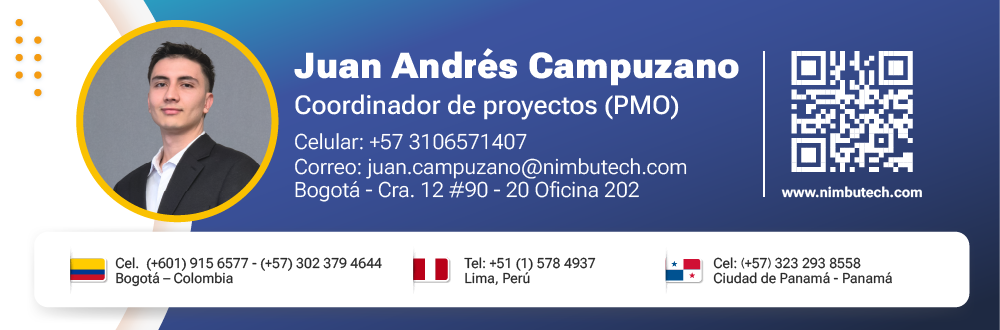 Juan Andrés Campuzano
Coordinador de proyectos (PMO)
Celular: +57 3106571407
Correo: juan.campuzano@nimbutech.com
Bogotá - Cra. 12 #90 - 20 Oficina 202
www.nimbutech.com
Cel. (+601) 915 6577 - (+57) 302 379 4644
Bogotá – Colombia
Tel: +51 (1) 578 4937
Lima, Perú
Cel: (+57) 323 293 8558
Ciudad de Panamá - Panamá